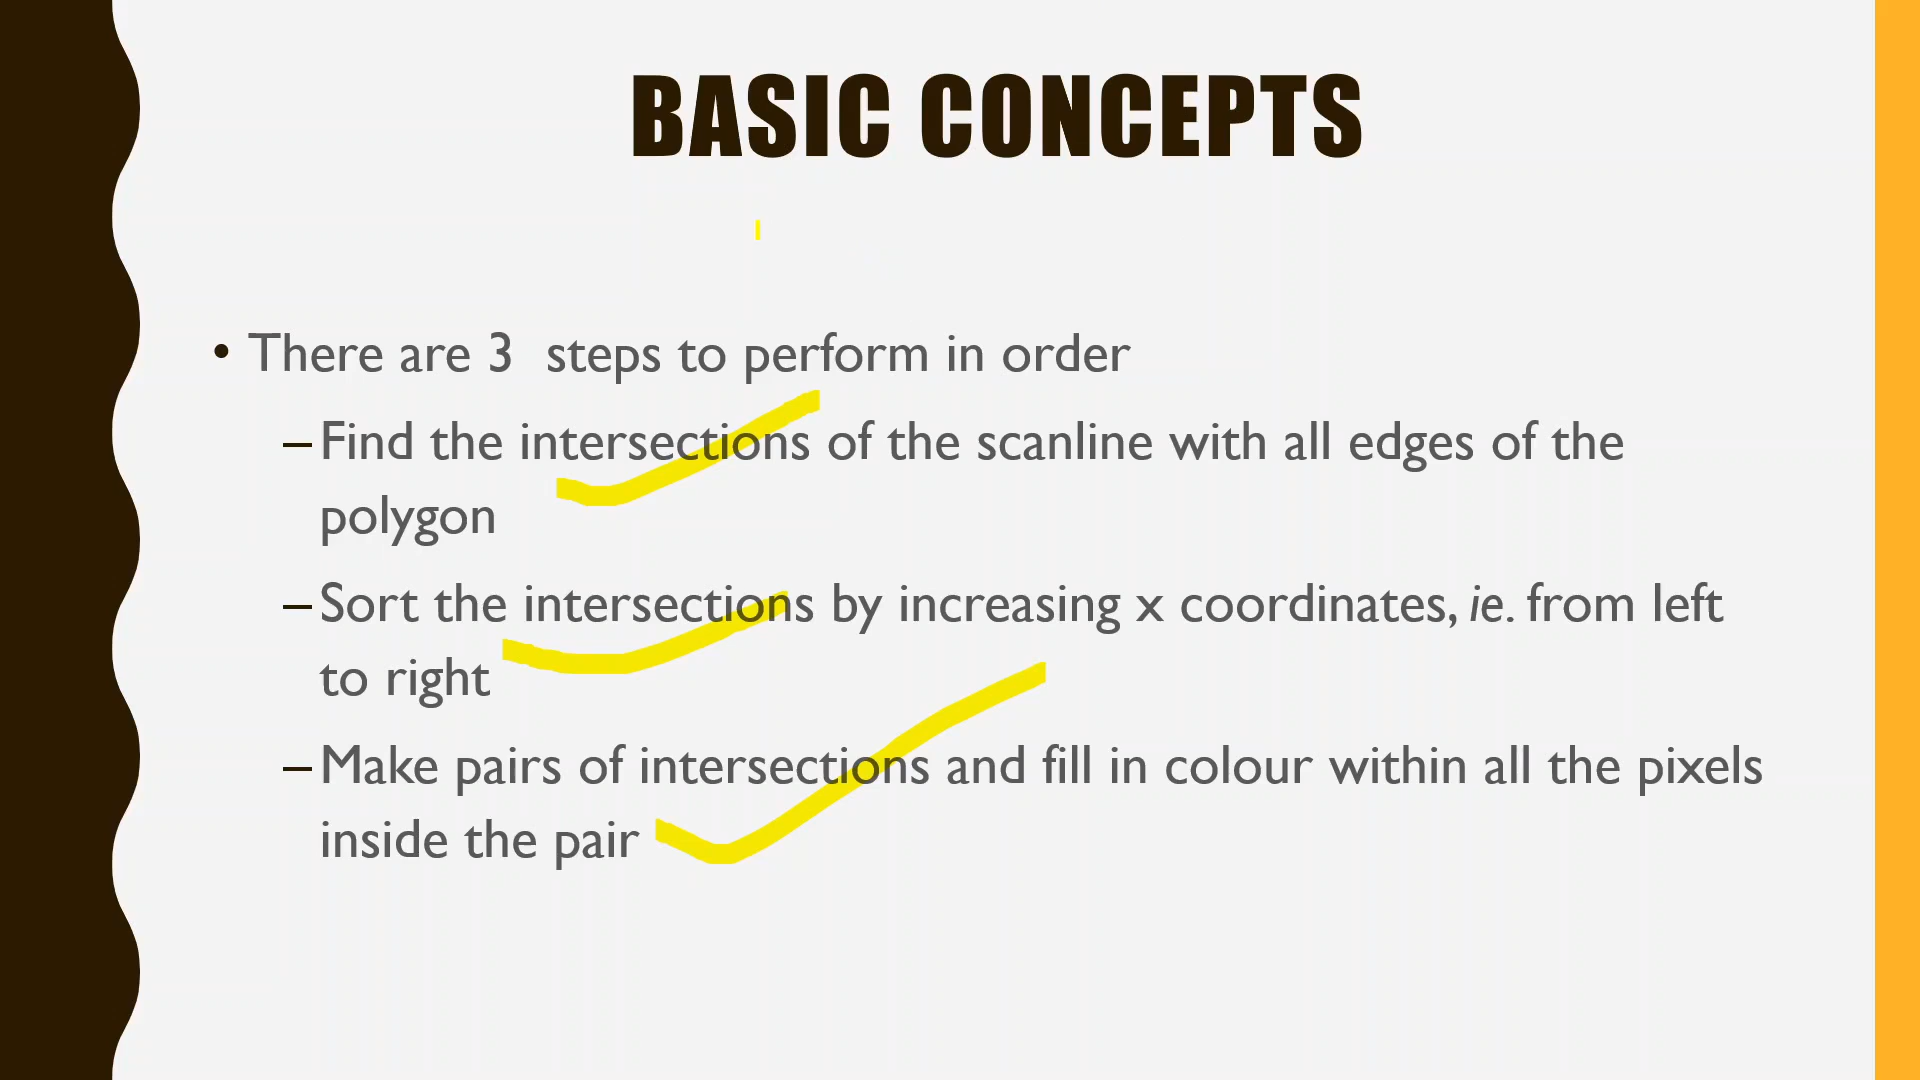 BASIC CONCEPTS
• There are 3  steps to perform in order
– Find the intersections of the scanline with all edges of the
polygon
– Sort the intersections by increasing x coordinates, ie. from left
to right
– Make pairs of intersections and fill in colour within all the pixels
inside the pair